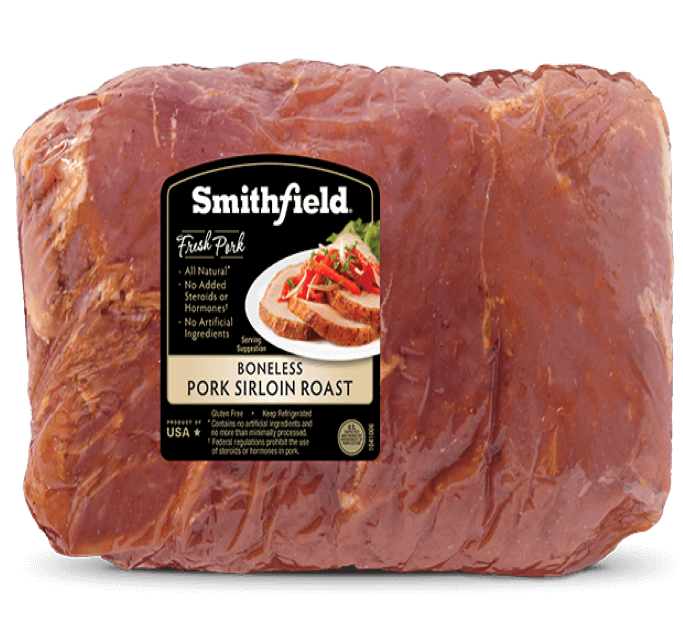 Smithfield®
Fresh Pork
· All Natural*
· No Added
Steroids or
Hormones†
· No Artificial
Ingredients
Serving
Suggestion
BONELESS
PORK SIRLOIN ROAST
Gluten Free • Keep Refrigerated
PRODUCT OF
USA ★
*Contains no artificial ingredients and
no more than minimally processed.
† Federal regulations prohibit the use
of steroids or hormones in pork.
U.S.
1041006